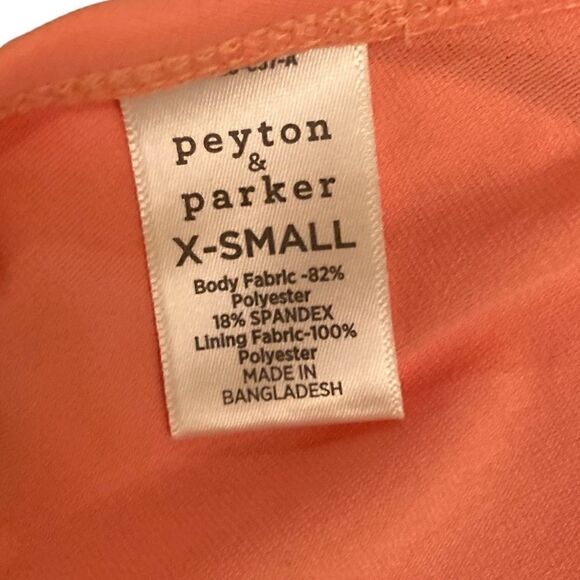 peyton
&
parker
X-SMALL
Body Fabric -82%
Polyester
18% SPANDEX
Lining Fabric-100%
Polyester
MADE IN
BANGLADESH